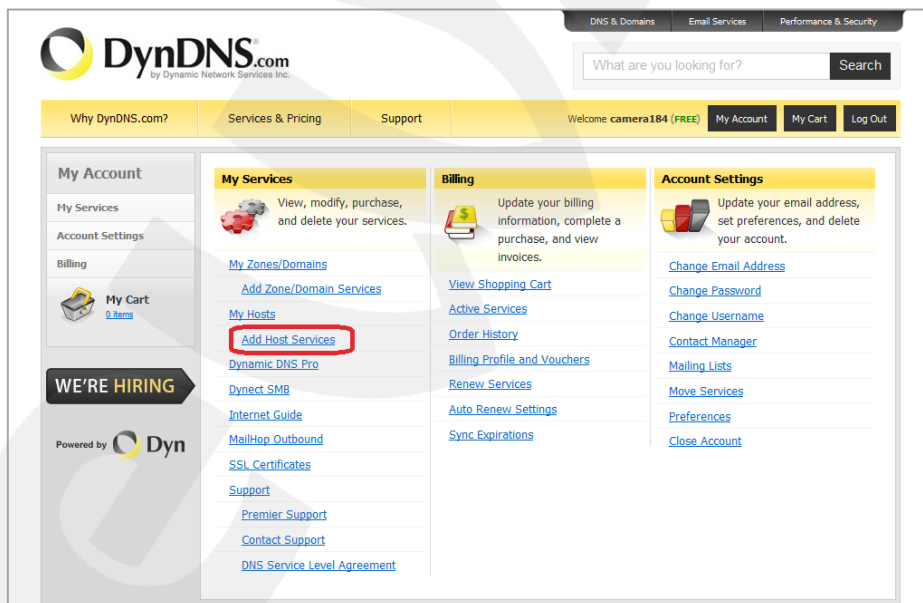 DNS & Domains Email Services Performance & Security
DynDNS.com
by Dynamic Network Services Inc.
What are you looking for? Search
Why DynDNS.com? Services & Pricing Support Welcome camera184 (FREE) My Account My Cart Log Out
My Account
My Services
Account Settings
Billing
My Cart
0 items
WE'RE HIRING
Powered by Dyn
My Services
View, modify, purchase,
and delete your services.
My Zones/Domains
Add Zone/Domain Services
My Hosts
Add Host Services
Dynamic DNS Pro
Dynect SMB
Internet Guide
MailHop Outbound
SSL Certificates
Support
Premier Support
Contact Support
DNS Service Level Agreement
Billing
Update your billing
information, complete a
purchase, and view
invoices.
View Shopping Cart
Active Services
Order History
Billing Profile and Vouchers
Renew Services
Auto Renew Settings
Sync Expirations
Account Settings
Update your email address,
set preferences, and delete
your account.
Change Email Address
Change Password
Change Username
Contact Manager
Mailing Lists
Move Services
Preferences
Close Account